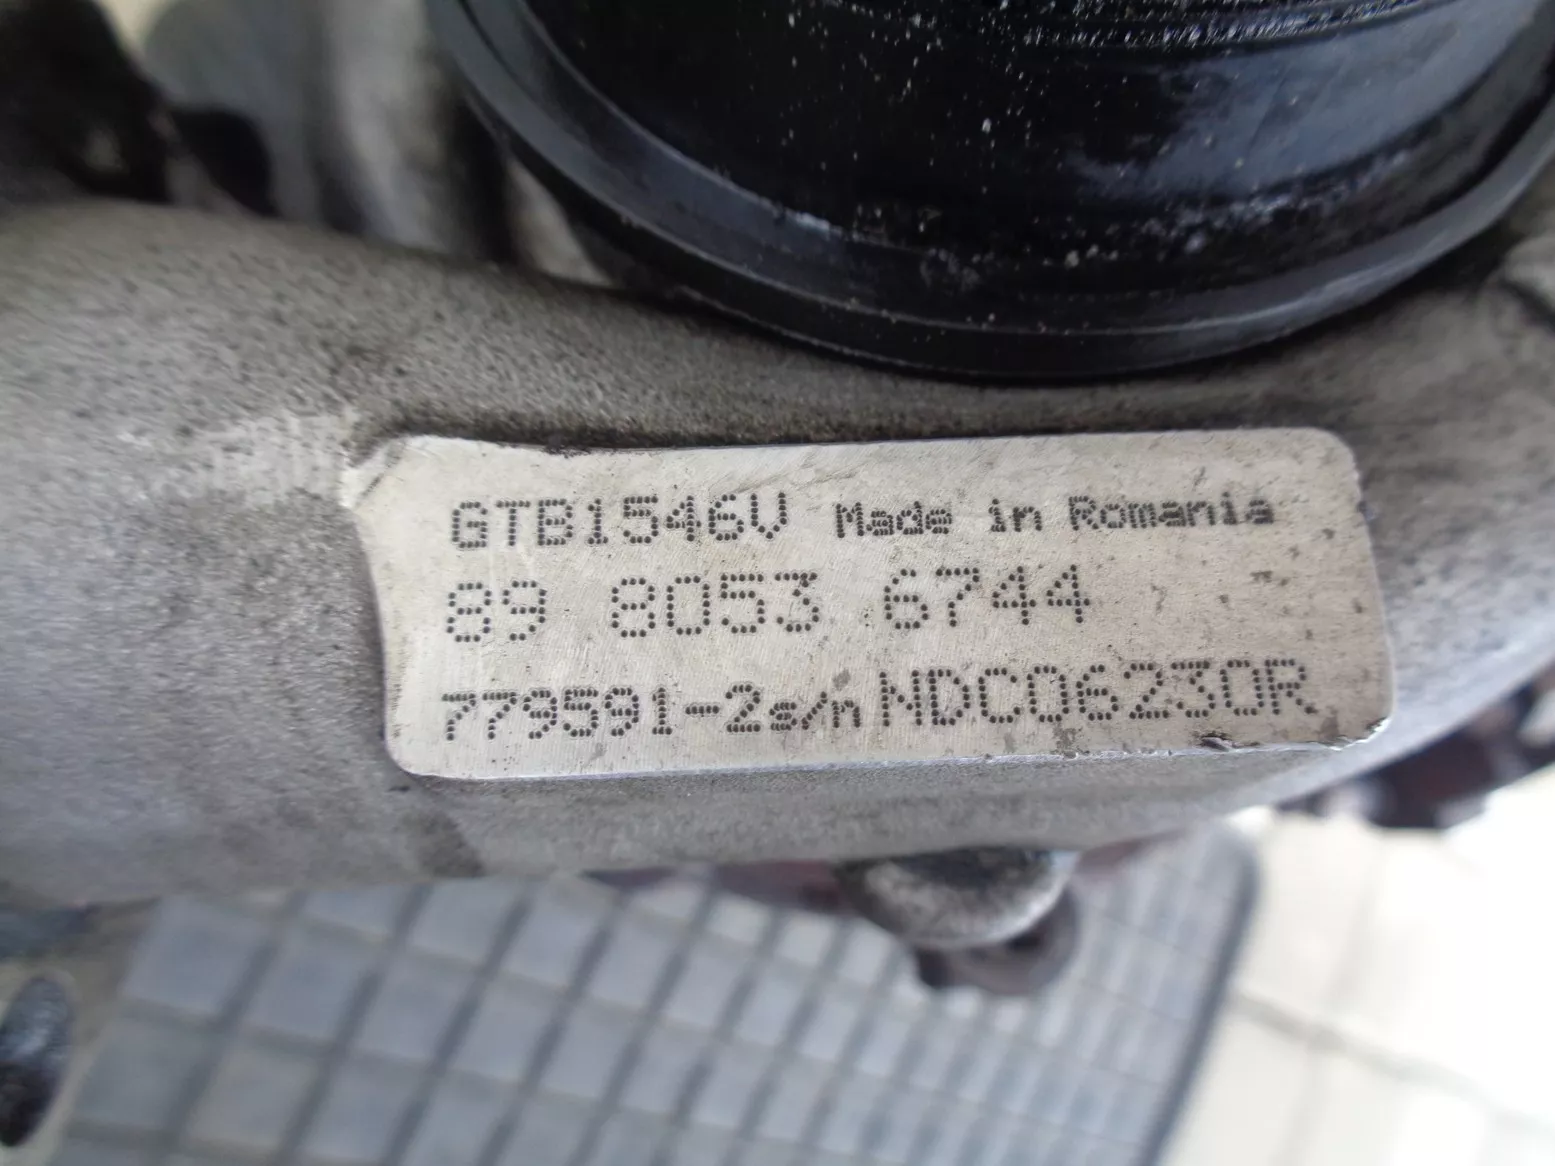 GTB1546V Made in Romania
89 8053 6744
779591-2s/n NDC06230R